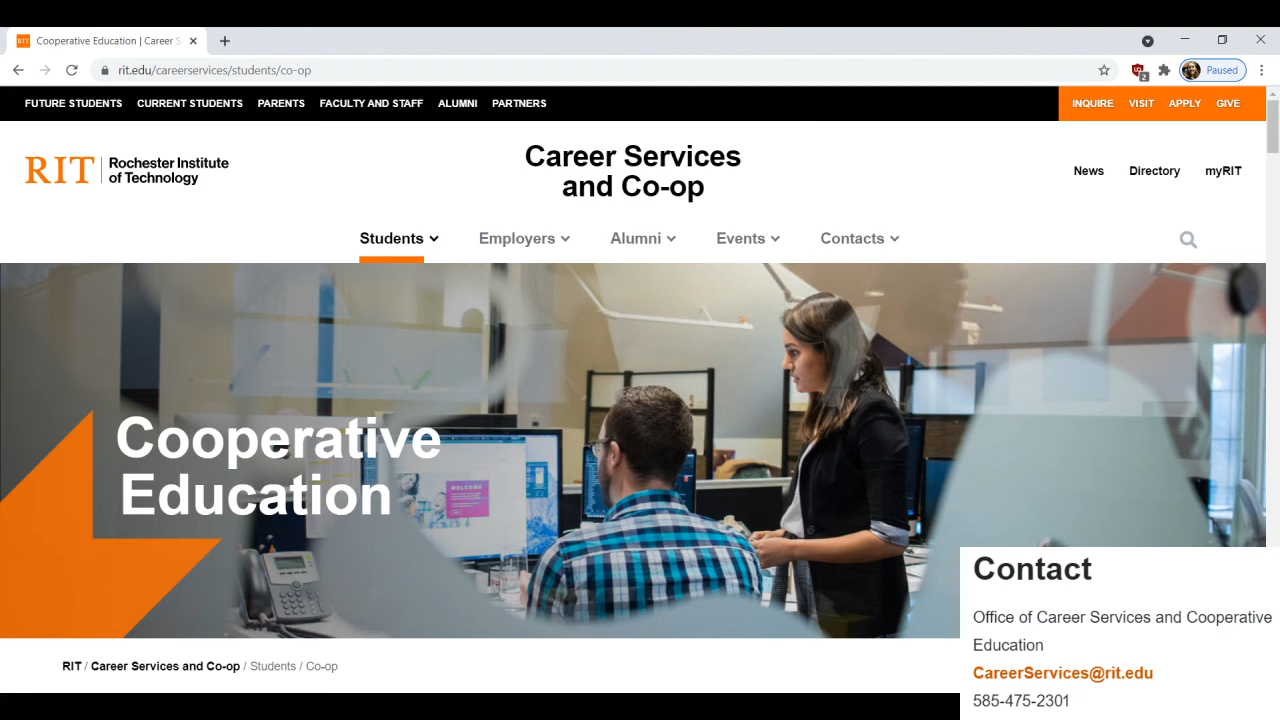 RIT Cooperative Education | Career S
rit.edu/careerservices/students/co-op
2
Paused
FUTURE STUDENTS CURRENT STUDENTS PARENTS FACULTY AND STAFF ALUMNI PARTNERS
INQUIRE VISIT APPLY GIVE
RIT
Rochester Institute
of Technology
Career Services
and Co-op
News Directory myRIT
Students Employers Alumni Events Contacts
WELCOME
Cooperative
Education
Contact
Office of Career Services and Cooperative
Education
CareerServices@rit.edu
585-475-2301
RIT / Career Services and Co-op / Students / Co-op